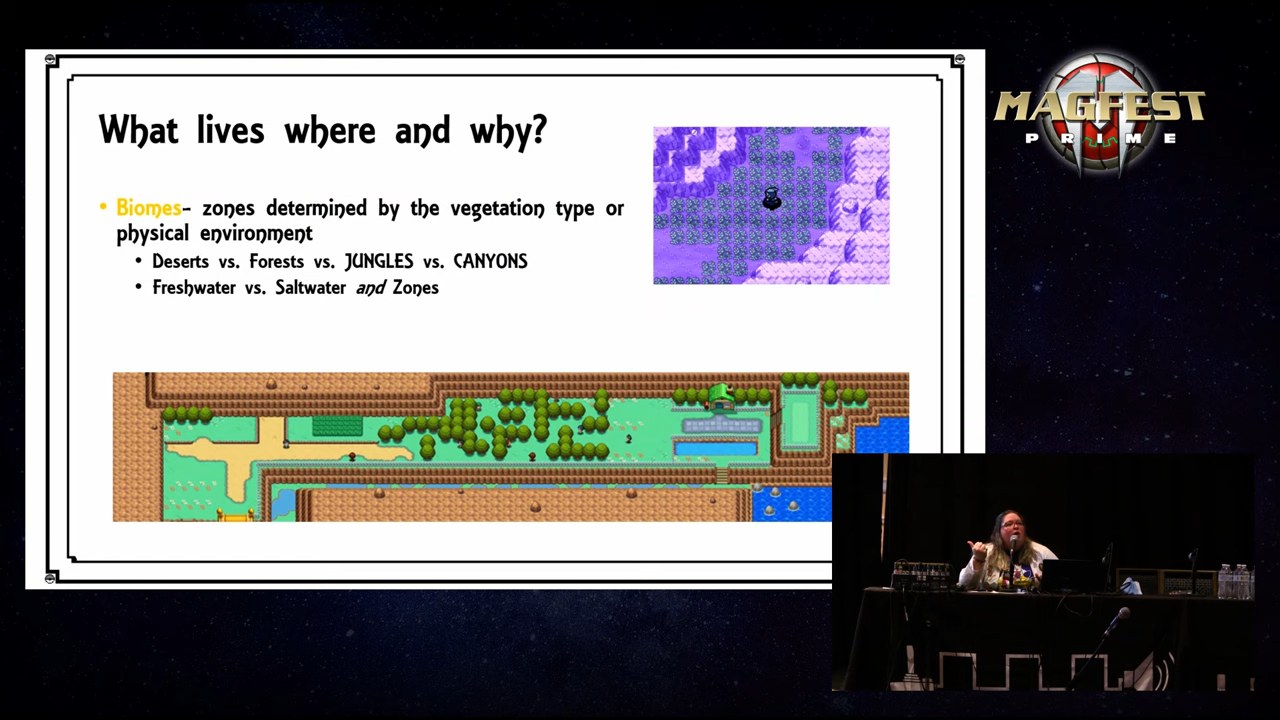 What lives where and why?
• Biomes- zones determined by the vegetation type or
physical environment
• Deserts vs. Forests vs. JUNGLES vs. CANYONS
• Freshwater vs. Saltwater and Zones
MAGFEST
PRIME